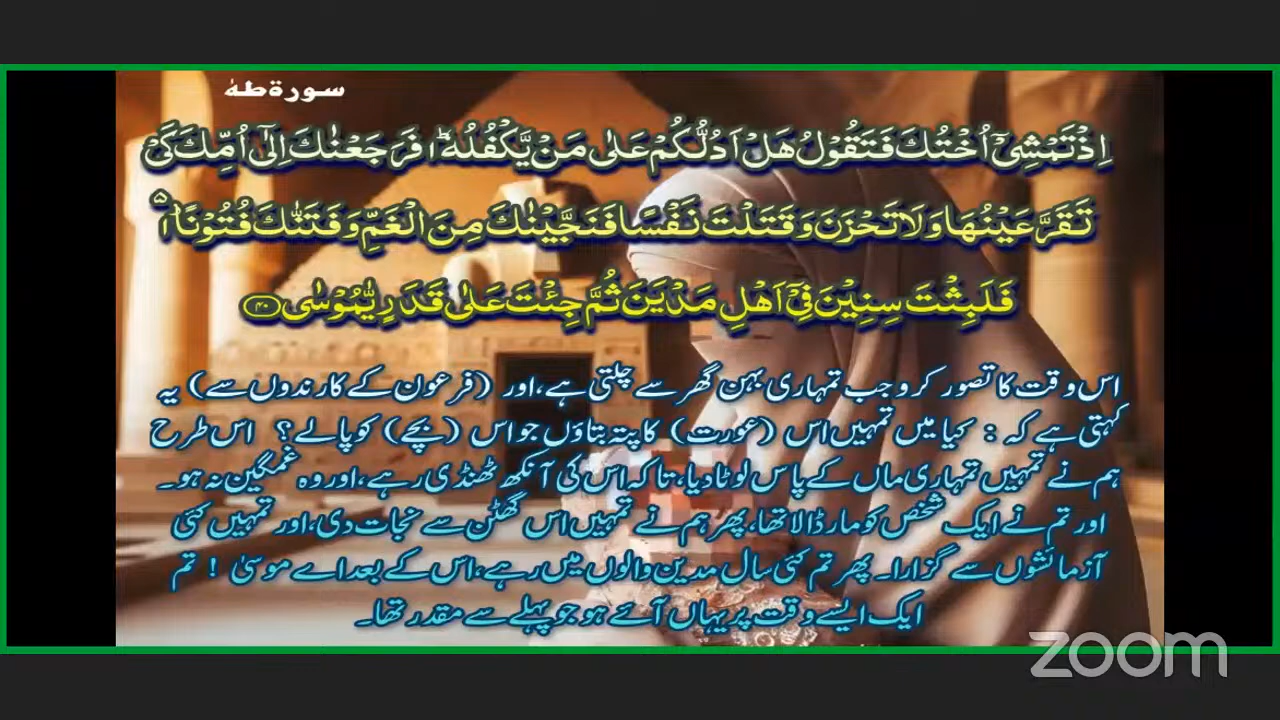 سورۃ طہٰ
اِذْ تَمْشِیْۤ اُخْتُكَ فَتَقُوْلُ هَلْ اَدُلُّكُمْ عَلٰى مَنْ یَّكْفُلُهٗؕ فَرَجَعْنٰكَ اِلٰۤى اُمِّكَ كَیْ
تَقَرَّ عَیْنُهَا وَ لَا تَحْزَنَ۬ؕ وَ قَتَلْتَ نَفْسًا فَنَجَّیْنٰكَ مِنَ الْغَمِّ وَ فَتَنّٰكَ فُتُوْنًا۫
فَلَبِثْتَ سِنِیْنَ فِیْۤ اَهْلِ مَدْیَنَ ثُمَّ جِئْتَ عَلٰى قَدَرٍ یّٰمُوْسٰى ﴿۴۰﴾
اس وقت کا تصور کرو جب تمہاری بہن گھر سے چلتی ہے، اور (فرعون کے کارندوں سے) یہ
کہتی ہے کہ : کیا میں تمہیں اس (عورت) کا پتہ بتاؤں جو اس (بچے) کو پالے؟ اس طرح
ہم نے تمہیں تمہاری ماں کے پاس لوٹا دیا، تاکہ اس کی آنکھ ٹھنڈی رہے، اور وہ غمگین نہ ہو۔
اور تم نے ایک شخص کو مار ڈالا تھا، پھر ہم نے تمہیں اس گھٹن سے نجات دی، اور تمہیں کئی
آزمائشوں سے گزارا۔ پھر تم کئی سال مدین والوں میں رہے، اس کے بعد اے موسیٰ ! تم
ایک ایسے وقت پر یہاں آئے ہو جو پہلے سے مقدر تھا۔
zoom